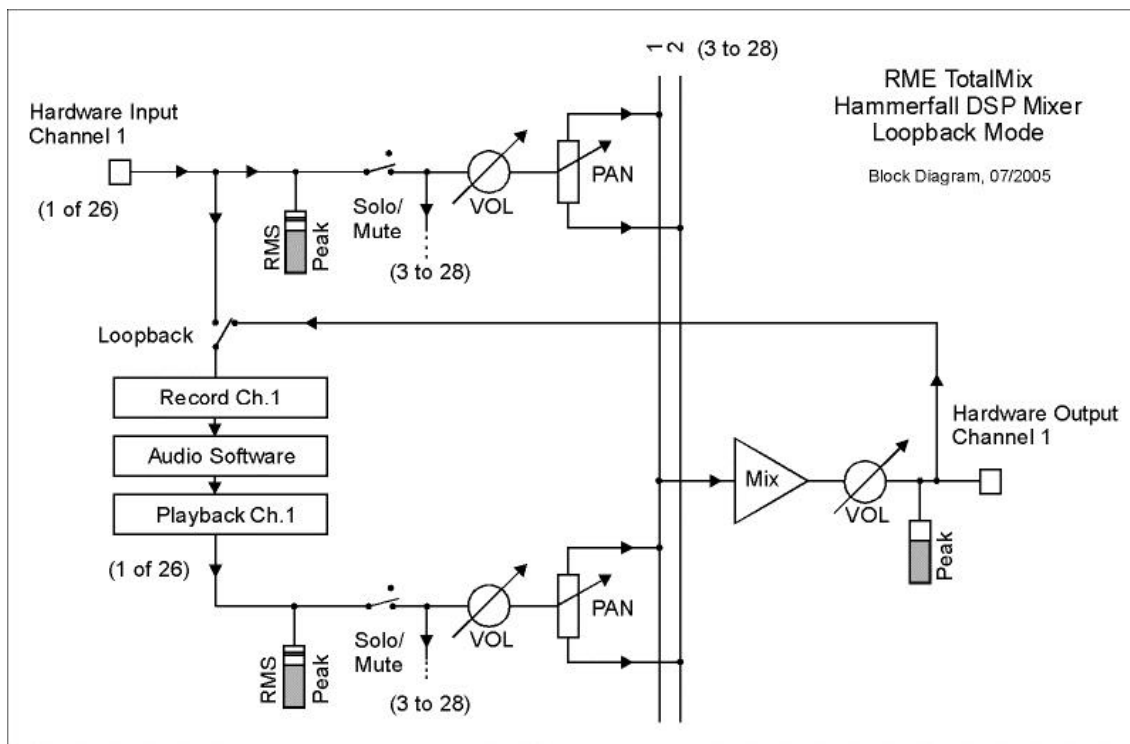 1
2
(3 to 28)
RME TotalMix
Hammerfall DSP Mixer
Loopback Mode
Block Diagram, 07/2005
Hardware Input
Channel 1
(1 of 26)
RMS
Peak
Solo/
Mute
(3 to 28)
VOL
PAN
Loopback
Record Ch.1
Audio Software
Playback Ch.1
(1 of 26)
RMS
Peak
Solo/
Mute
(3 to 28)
VOL
PAN
Mix
VOL
Peak
Hardware Output
Channel 1